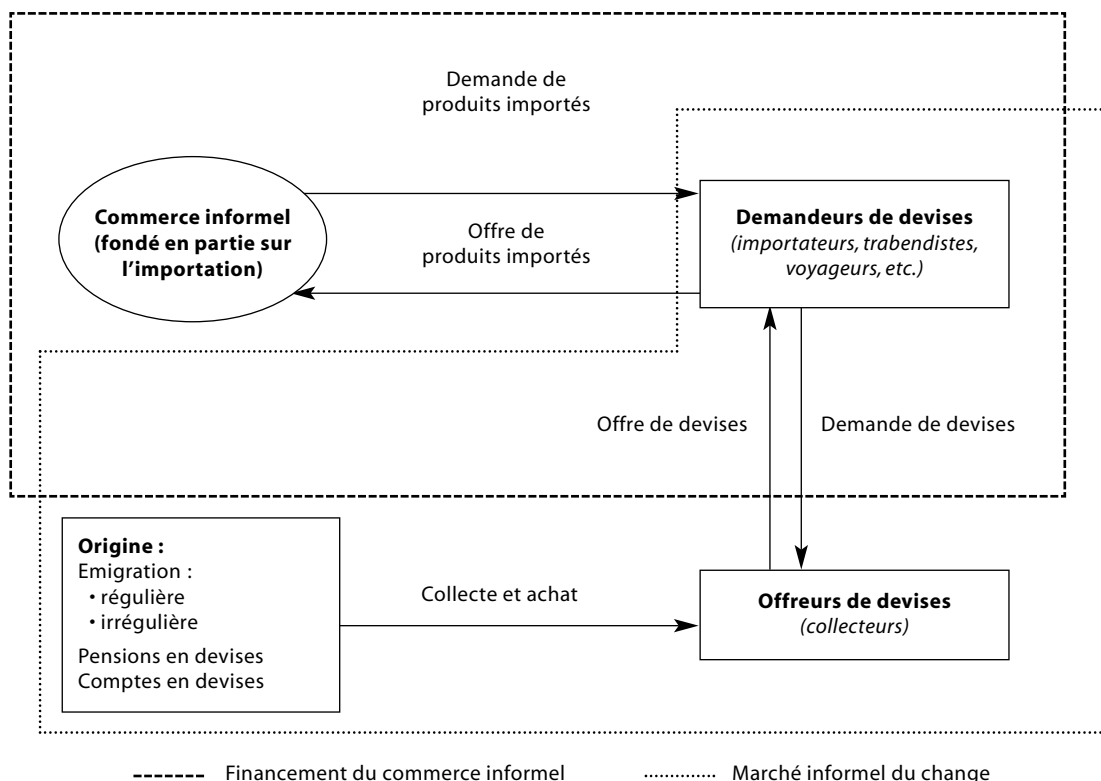 Demande de
produits importés
Commerce informel
(fondé en partie sur
l'importation)
Offre de
produits importés
Demandeurs de devises
(importateurs, trabendistes,
voyageurs, etc.)
Offre de devises
Demande de devises
Origine :
Emigration :
• régulière
• irrégulière
Pensions en devises
Comptes en devises
Collecte et achat
Offreurs de devises
(collecteurs)
Financement du commerce informel
Marché informel du change